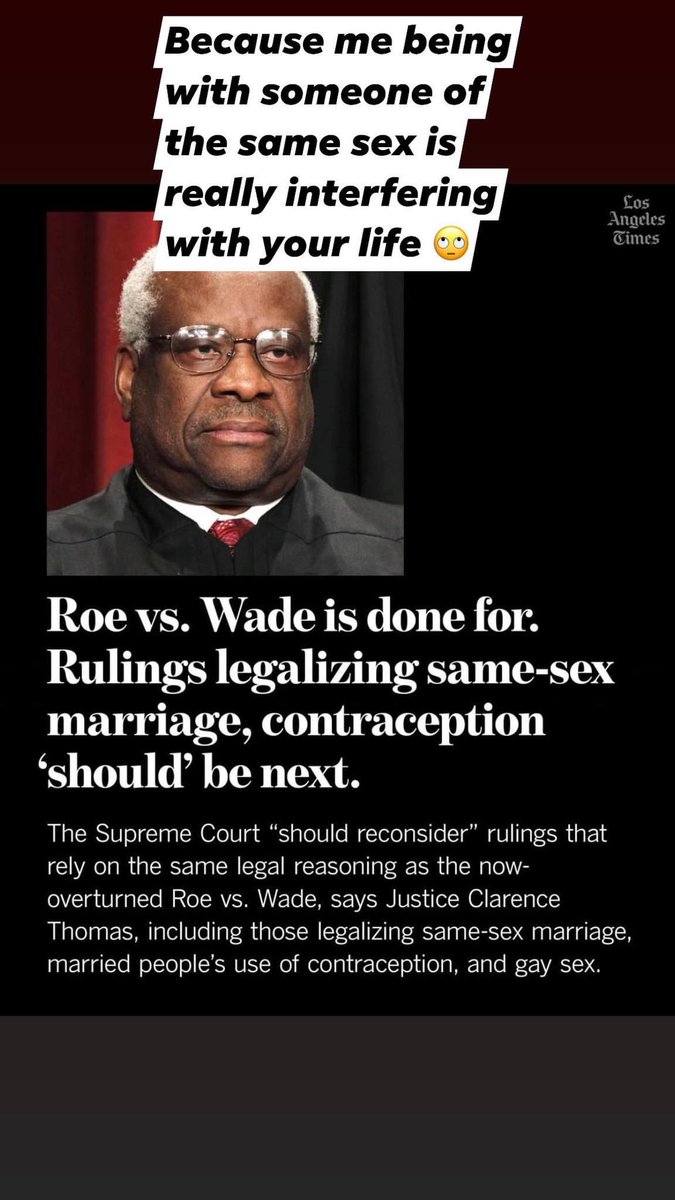 Because me being
with someone of
the same sex is
really interfering
with your life 🙄
Los
Angeles
Times
Roe vs. Wade is done for.
Rulings legalizing same-sex
marriage, contraception
‘should’ be next.
The Supreme Court “should reconsider” rulings that
rely on the same legal reasoning as the now-
overturned Roe vs. Wade, says Justice Clarence
Thomas, including those legalizing same-sex marriage,
married people’s use of contraception, and gay sex.